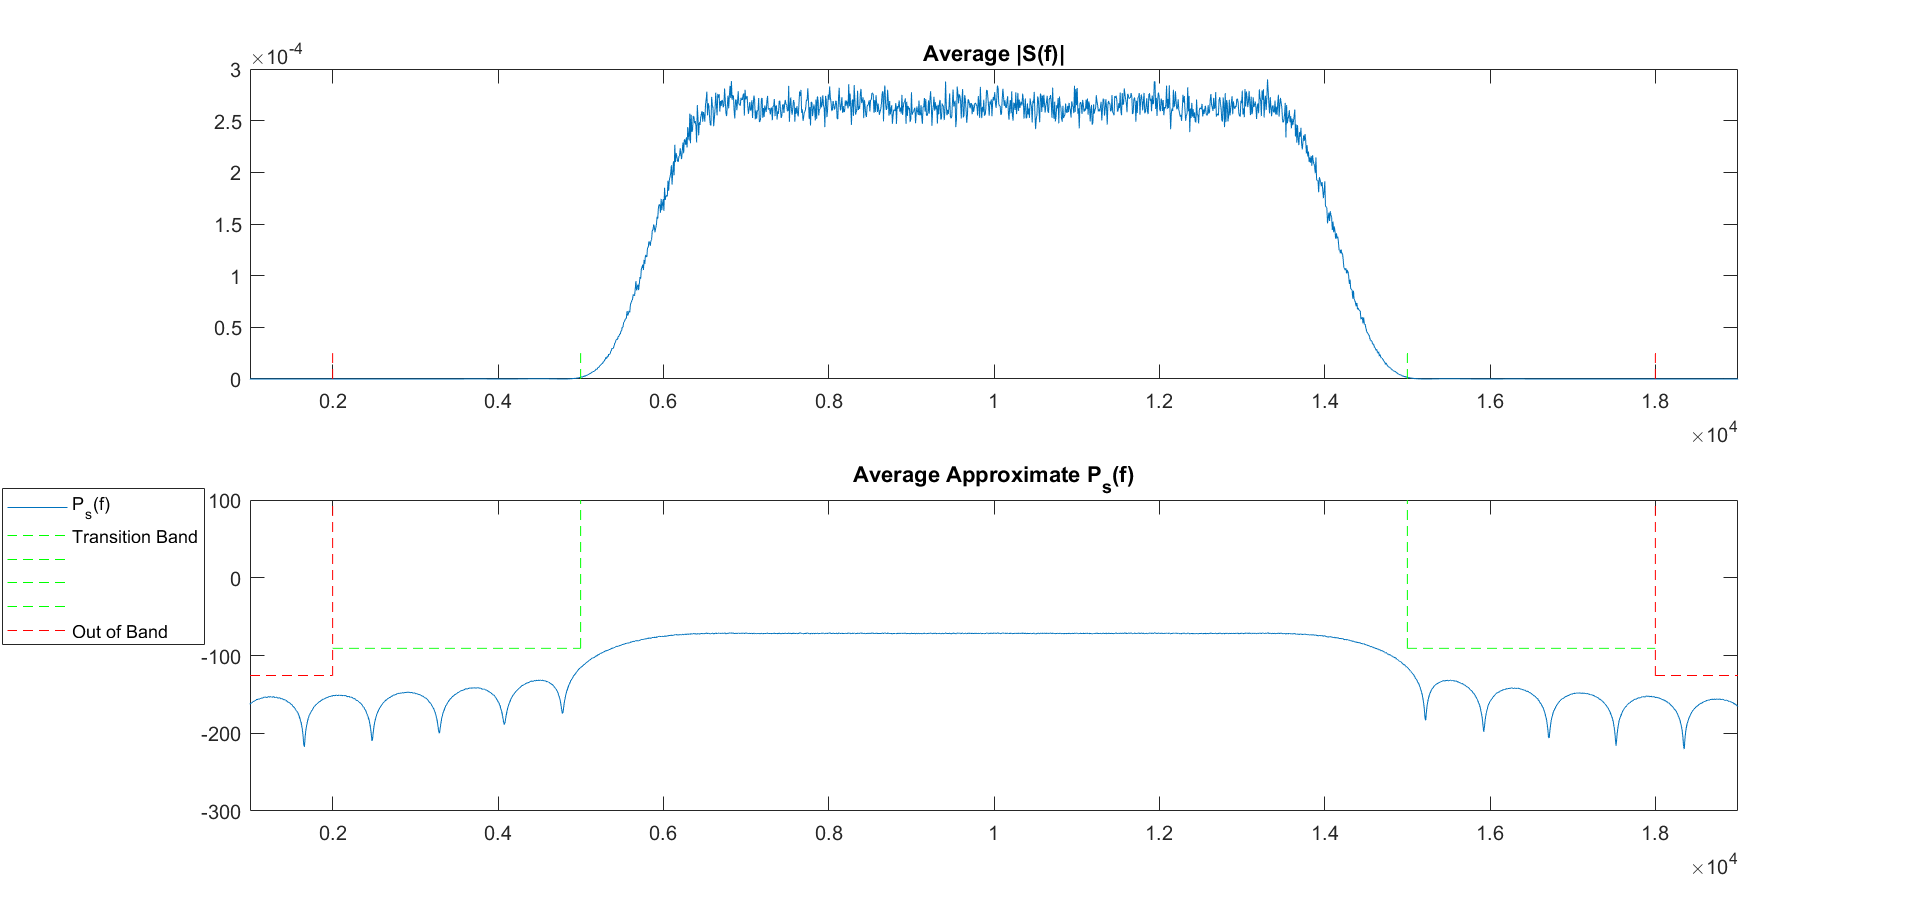 Average |S(f)|
×10-4
3
2.5
2
1.5
1
0.5
0
0.2 0.4 0.6 0.8 1 1.2 1.4 1.6 1.8
×104
Average Approximate Ps(f)
Ps(f)
Transition Band
Out of Band
100
0
-100
-200
-300
0.2 0.4 0.6 0.8 1 1.2 1.4 1.6 1.8
×104